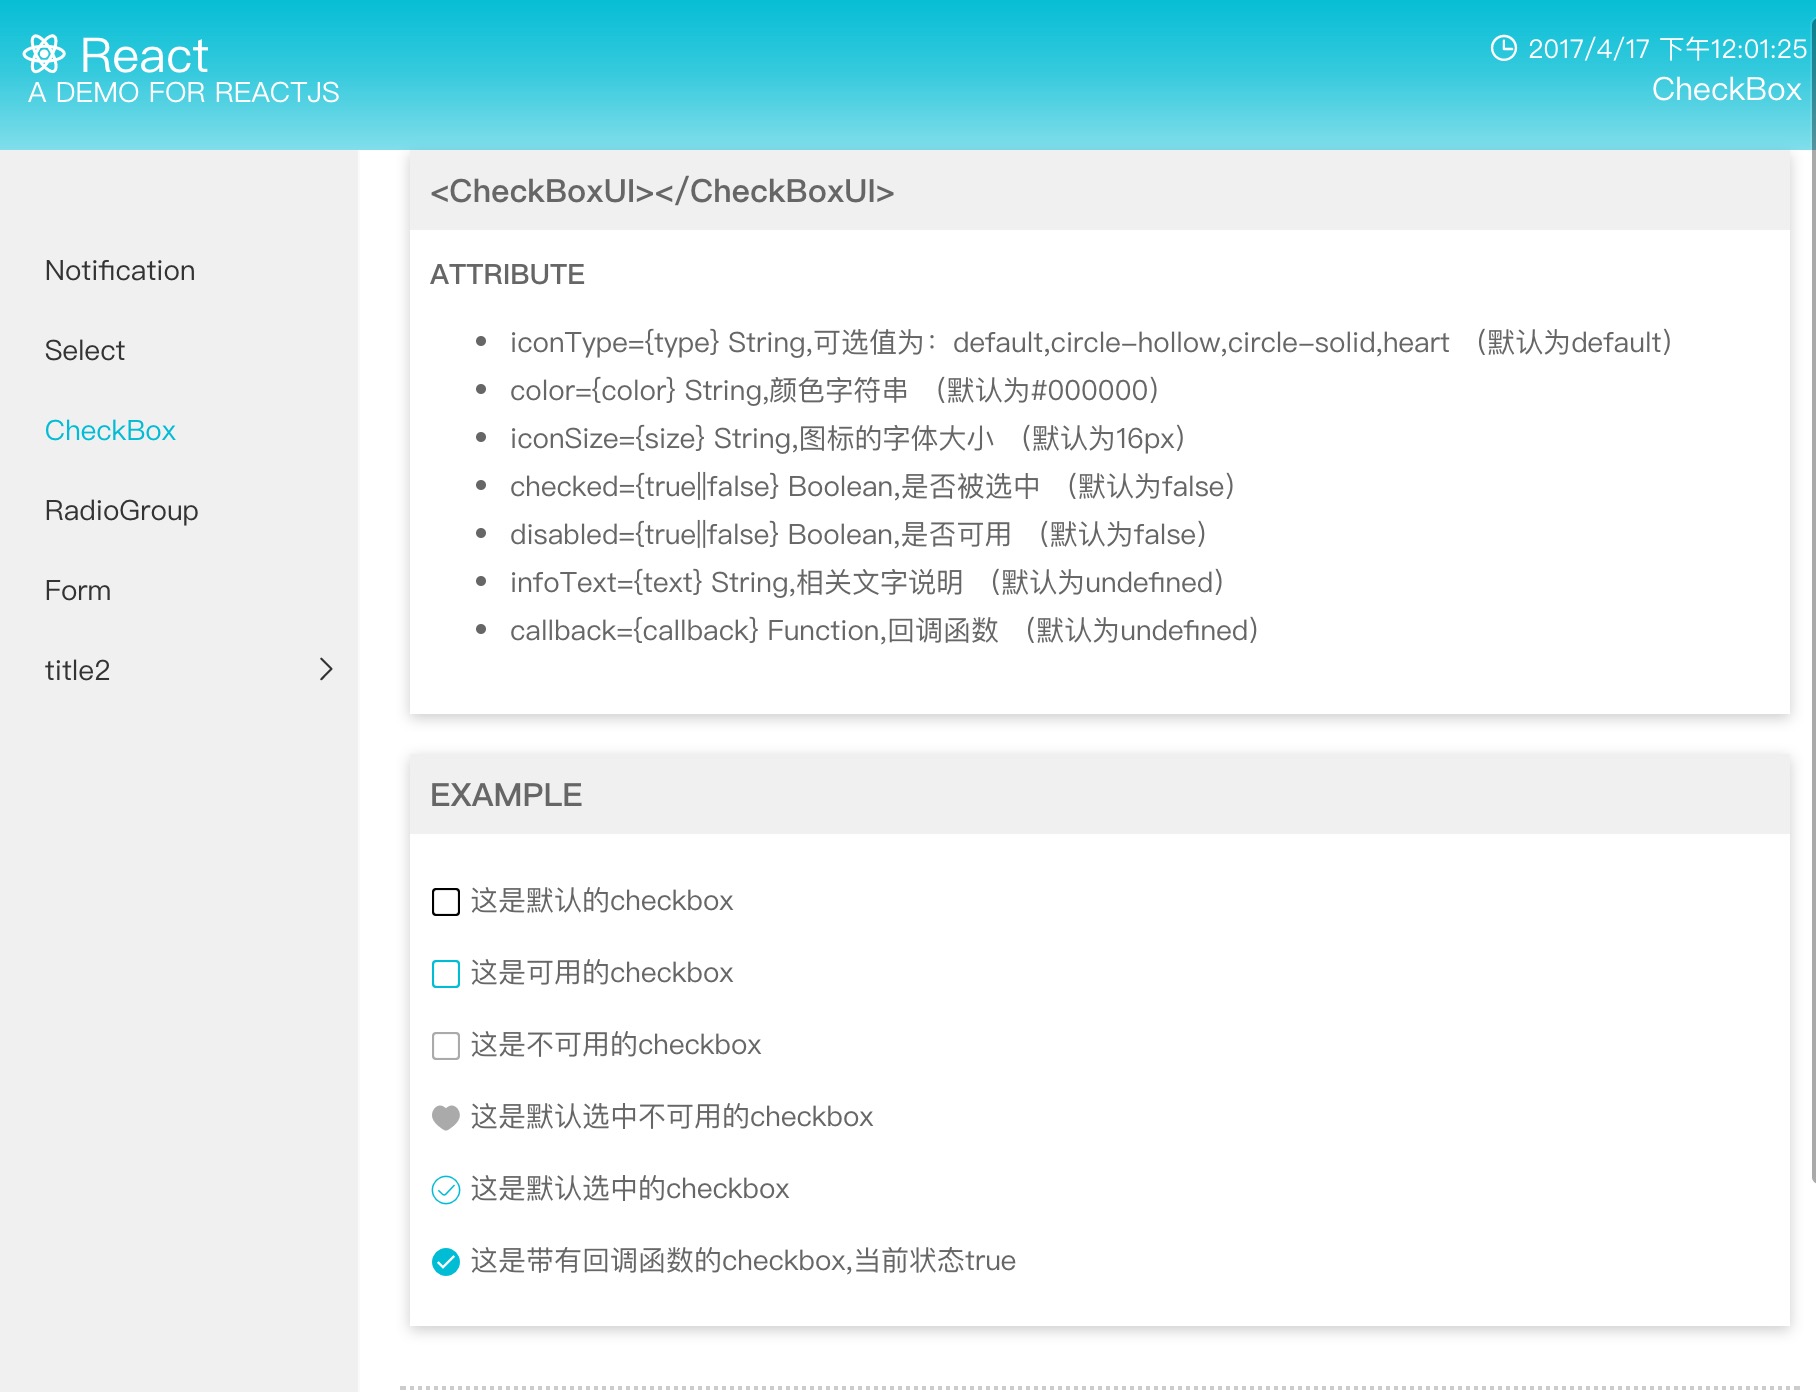 React
A DEMO FOR REACTJS
2017/4/17 下午12:01:25
CheckBox
Notification
Select
CheckBox
RadioGroup
Form
title2
<CheckBoxUI></CheckBoxUI>
ATTRIBUTE
iconType={type} String,可选值为：default,circle-hollow,circle-solid,heart （默认为default）
color={color} String,颜色字符串 （默认为#000000）
iconSize={size} String,图标的字体大小 （默认为16px）
checked={true||false} Boolean,是否被选中 （默认为false）
disabled={true||false} Boolean,是否可用 （默认为false）
infoText={text} String,相关文字说明 （默认为undefined）
callback={callback} Function,回调函数 （默认为undefined）
EXAMPLE
这是默认的checkbox
这是可用的checkbox
这是不可用的checkbox
这是默认选中不可用的checkbox
这是默认选中的checkbox
这是带有回调函数的checkbox,当前状态true